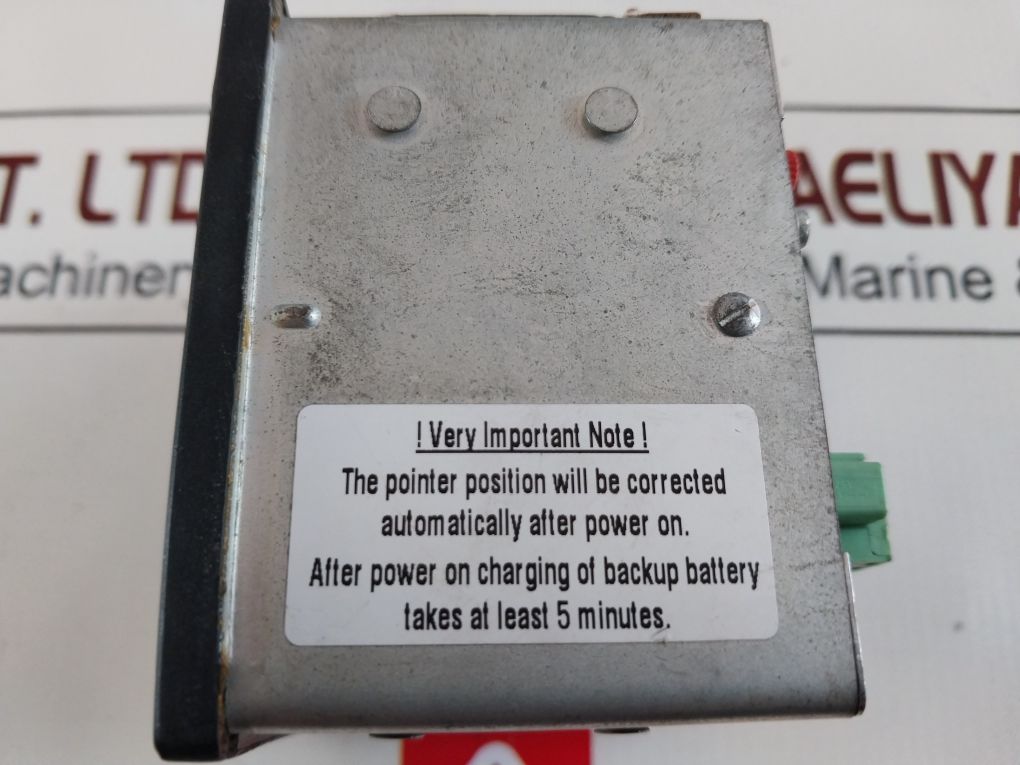 T. LTD
AELIYA
achinery
Marine &
! Very Important Note !
The pointer position will be corrected
automatically after power on.
After power on charging of backup battery
takes at least 5 minutes.